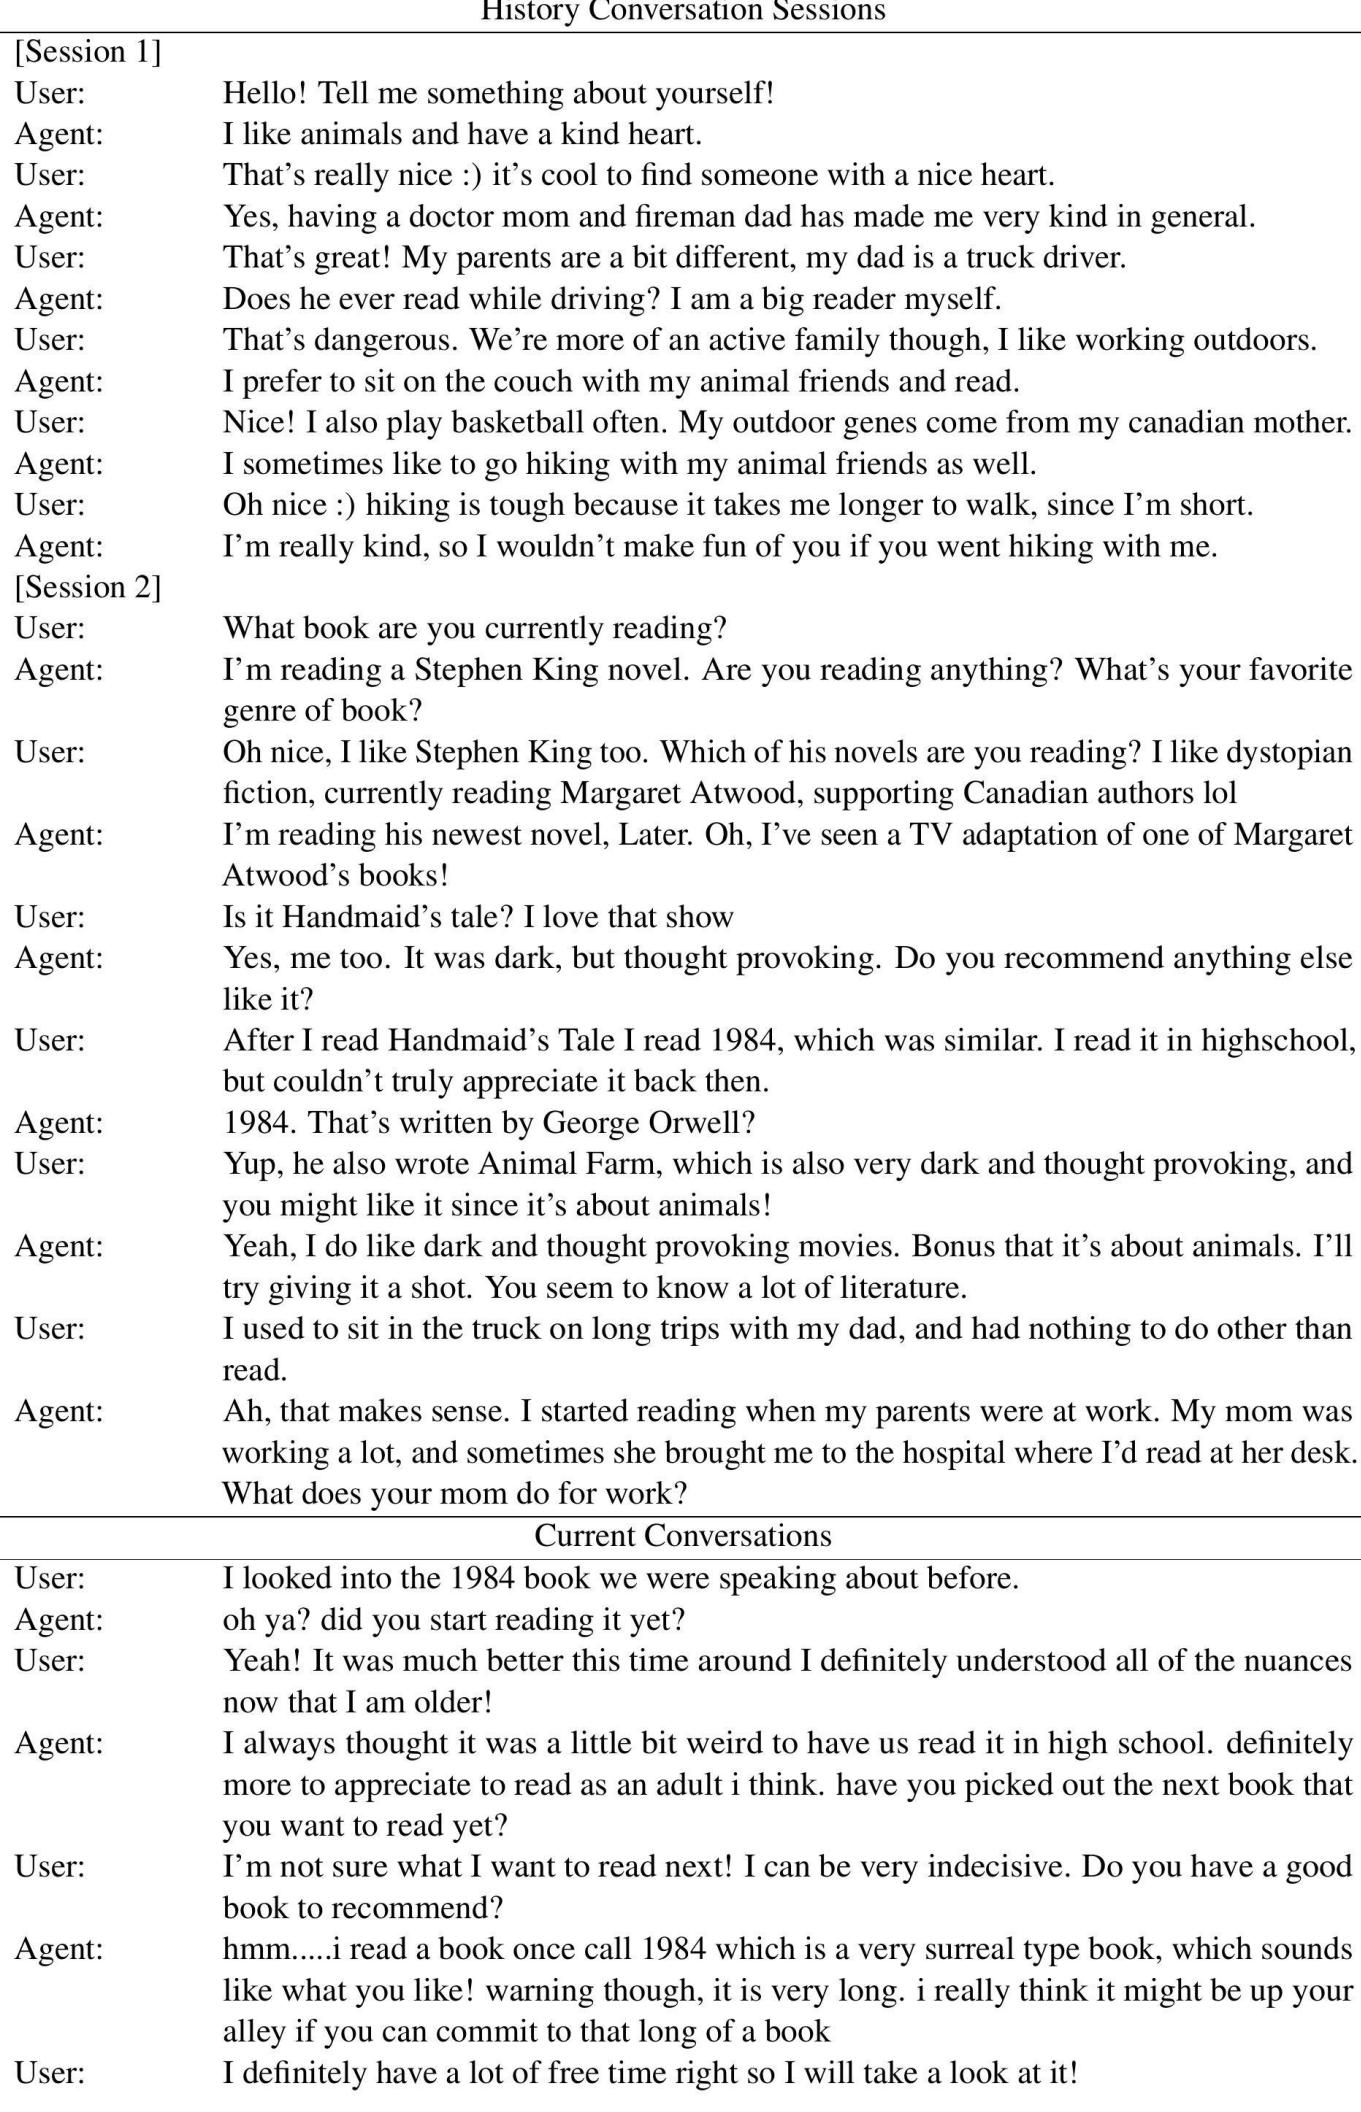 History Conversation Sessions
[Session 1]
User: Hello! Tell me something about yourself!
Agent: I like animals and have a kind heart.
User: That's really nice :) it's cool to find someone with a nice heart.
Agent: Yes, having a doctor mom and fireman dad has made me very kind in general.
User: That's great! My parents are a bit different, my dad is a truck driver.
Agent: Does he ever read while driving? I am a big reader myself.
User: That's dangerous. We're more of an active family though, I like working outdoors.
Agent: I prefer to sit on the couch with my animal friends and read.
User: Nice! I also play basketball often. My outdoor genes come from my canadian mother.
Agent: I sometimes like to go hiking with my animal friends as well.
User: Oh nice :) hiking is tough because it takes me longer to walk, since I'm short.
Agent: I'm really kind, so I wouldn't make fun of you if you went hiking with me.
[Session 2]
User: What book are you currently reading?
Agent: I'm reading a Stephen King novel. Are you reading anything? What's your favorite
genre of book?
User: Oh nice, I like Stephen King too. Which of his novels are you reading? I like dystopian
fiction, currently reading Margaret Atwood, supporting Canadian authors lol
Agent: I'm reading his newest novel, Later. Oh, I've seen a TV adaptation of one of Margaret
Atwood's books!
User: Is it Handmaid's tale? I love that show
Agent: Yes, me too. It was dark, but thought provoking. Do you recommend anything else
like it?
User: After I read Handmaid's Tale I read 1984, which was similar. I read it in highschool,
but couldn't truly appreciate it back then.
Agent: 1984. That's written by George Orwell?
User: Yup, he also wrote Animal Farm, which is also very dark and thought provoking, and
you might like it since it's about animals!
Agent: Yeah, I do like dark and thought provoking movies. Bonus that it's about animals. I'll
try giving it a shot. You seem to know a lot of literature.
User: I used to sit in the truck on long trips with my dad, and had nothing to do other than
read.
Agent: Ah, that makes sense. I started reading when my parents were at work. My mom was
working a lot, and sometimes she brought me to the hospital where I'd read at her desk.
What does your mom do for work?
Current Conversations
User: I looked into the 1984 book we were speaking about before.
Agent: oh ya? did you start reading it yet?
User: Yeah! It was much better this time around I definitely understood all of the nuances
now that I am older!
Agent: I always thought it was a little bit weird to have us read it in high school. definitely
more to appreciate to read as an adult i think. have you picked out the next book that
you want to read yet?
User: I'm not sure what I want to read next! I can be very indecisive. Do you have a good
book to recommend?
Agent: hmm.....i read a book once call 1984 which is a very surreal type book, which sounds
like what you like! warning though, it is very long. i really think it might be up your
alley if you can commit to that long of a book
User: I definitely have a lot of free time right so I will take a look at it!